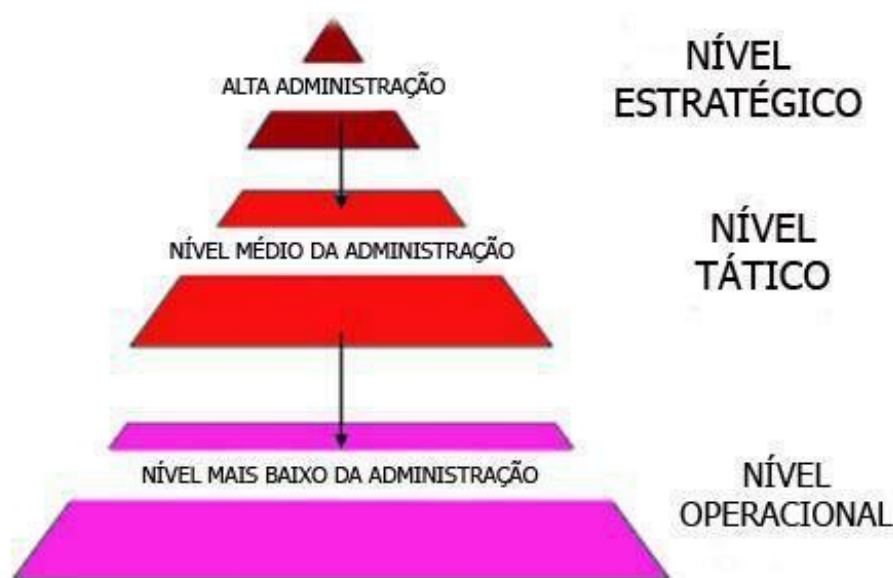 ALTA ADMINISTRAÇÃO
NÍVEL
ESTRATÉGICO
NÍVEL MÉDIO DA ADMINISTRAÇÃO
NÍVEL
TÁTICO
NÍVEL MAIS BAIXO DA ADMINISTRAÇÃO
NÍVEL
OPERACIONAL